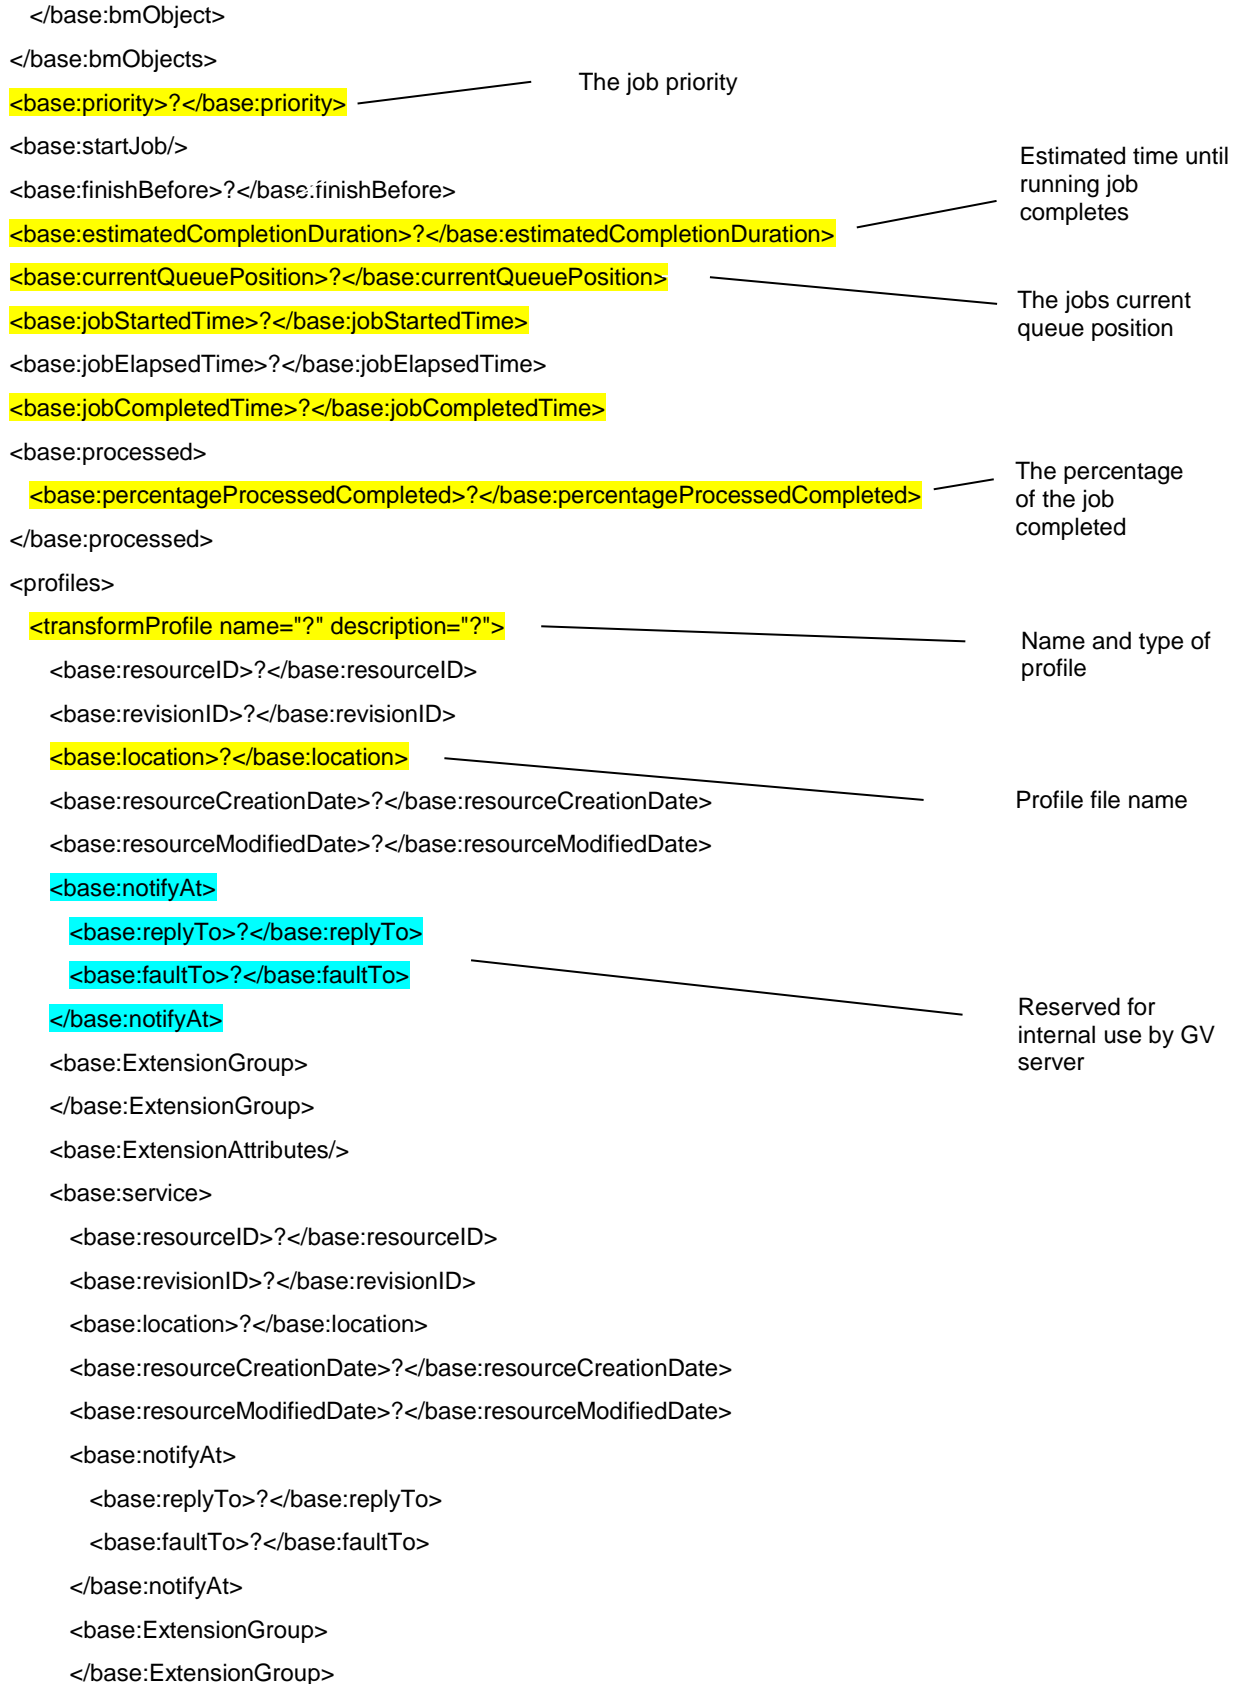 </base:bmObject>
</base:bmObjects>
The job priority
<base:priority>?</base:priority>
<base:startJob/>
Estimated time until
running job
completes
<base:finishBefore>?</base:finishBefore>
<base:estimatedCompletionDuration>?</base:estimatedCompletionDuration>
<base:currentQueuePosition>?</base:currentQueuePosition>
The jobs current
queue position
<base:jobStartedTime>?</base:jobStartedTime>
<base:jobElapsedTime>?</base:jobElapsedTime>
<base:jobCompletedTime>?</base:jobCompletedTime>
<base:processed>
The percentage
of the job
completed
<base:percentageProcessedCompleted>?</base:percentageProcessedCompleted>
</base:processed>
<profiles>
<transformProfile name="?" description="?">
Name and type of
profile
<base:resourceID>?</base:resourceID>
<base:revisionID>?</base:revisionID>
<base:location>?</base:location>
<base:resourceCreationDate>?</base:resourceCreationDate>
Profile file name
<base:resourceModifiedDate>?</base:resourceModifiedDate>
<base:notifyAt>
<base:replyTo>?</base:replyTo>
<base:faultTo>?</base:faultTo>
</base:notifyAt>
Reserved for
internal use by GV
server
<base:ExtensionGroup>
</base:ExtensionGroup>
<base:ExtensionAttributes/>
<base:service>
<base:resourceID>?</base:resourceID>
<base:revisionID>?</base:revisionID>
<base:location>?</base:location>
<base:resourceCreationDate>?</base:resourceCreationDate>
<base:resourceModifiedDate>?</base:resourceModifiedDate>
<base:notifyAt>
<base:replyTo>?</base:replyTo>
<base:faultTo>?</base:faultTo>
</base:notifyAt>
<base:ExtensionGroup>
</base:ExtensionGroup>